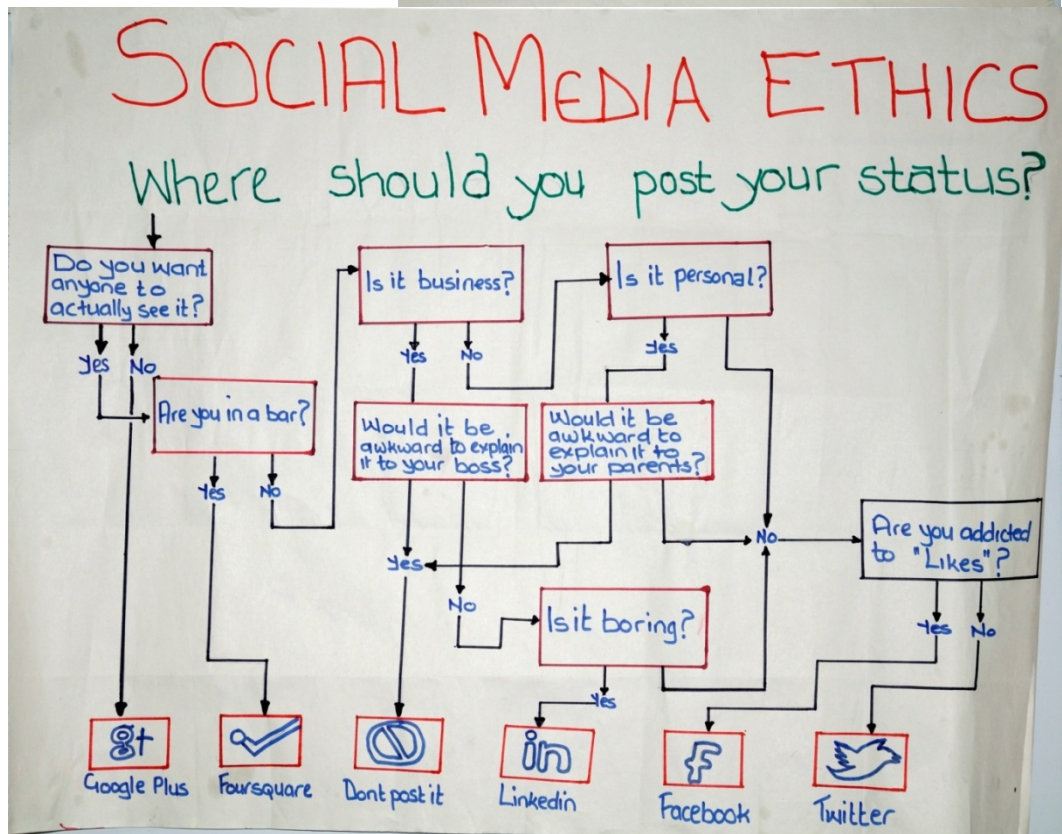 SOCIAL MEDIA ETHICS
Where should you post your status?
Do you want
anyone to
actually see it?
Yes
No
Are you in a bar?
Yes
No
Is it business?
Yes
No
Is it personal?
Yes
Would it be
awkward to explain
it to your boss?
Would it be
awkward to
explain it to
your parents?
Yes
No
No
Is it boring?
Yes
Are you addicted
to "Likes"?
Yes
No
g+
Google Plus
Foursquare
Dont post it
in
Linkedin
f
Facebook
Twitter